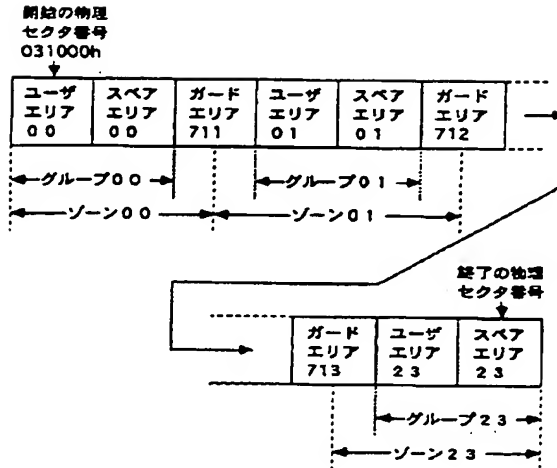 開始の物理
セクタ番号
031000h
ユーザ
エリア
00
スペア
エリア
00
ガード
エリア
711
ユーザ
エリア
01
スペア
エリア
01
ガード
エリア
712
グループ00
グループ01
ゾーン00
ゾーン01
終了の物理
セクタ番号
ガード
エリア
713
ユーザ
エリア
23
スペア
エリア
23
グループ23
ゾーン23